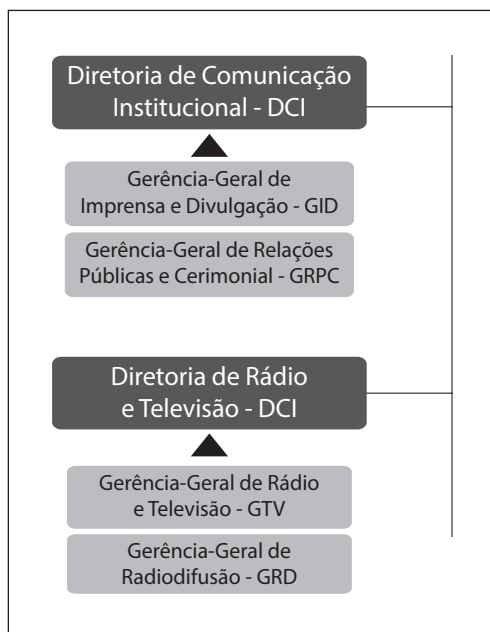 Diretoria de Comunicação
Institucional - DCI
Gerência-Geral de
Imprensa e Divulgação - GID
Gerência-Geral de Relações
Públicas e Cerimonial - GRPC
Diretoria de Rádio
e Televisão - DCI
Gerência-Geral de Rádio
e Televisão - GTV
Gerência-Geral de
Radiodifusão - GRD